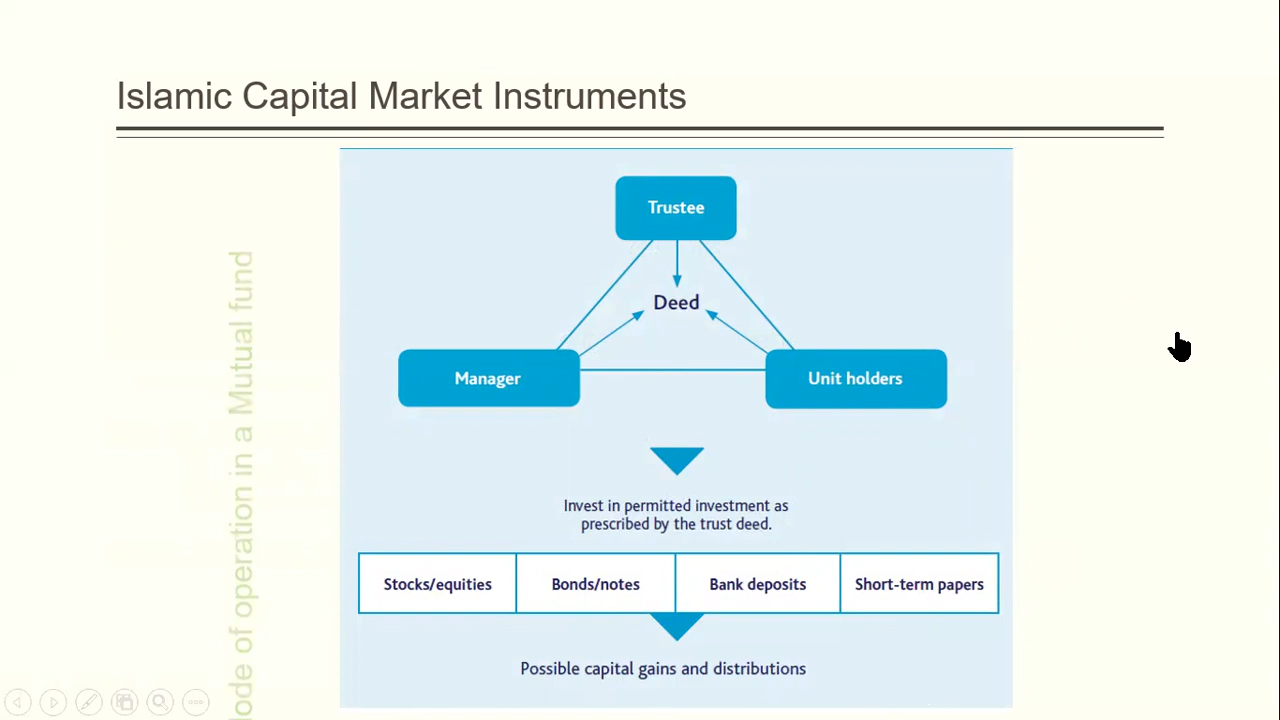 Islamic Capital Market Instruments
Trustee
Deed
Manager
Unit holders
ode of operation in a Mutual fund
Invest in permitted investment as
prescribed by the trust deed.
Stocks/equities
Bonds/notes
Bank deposits
Short-term papers
Possible capital gains and distributions